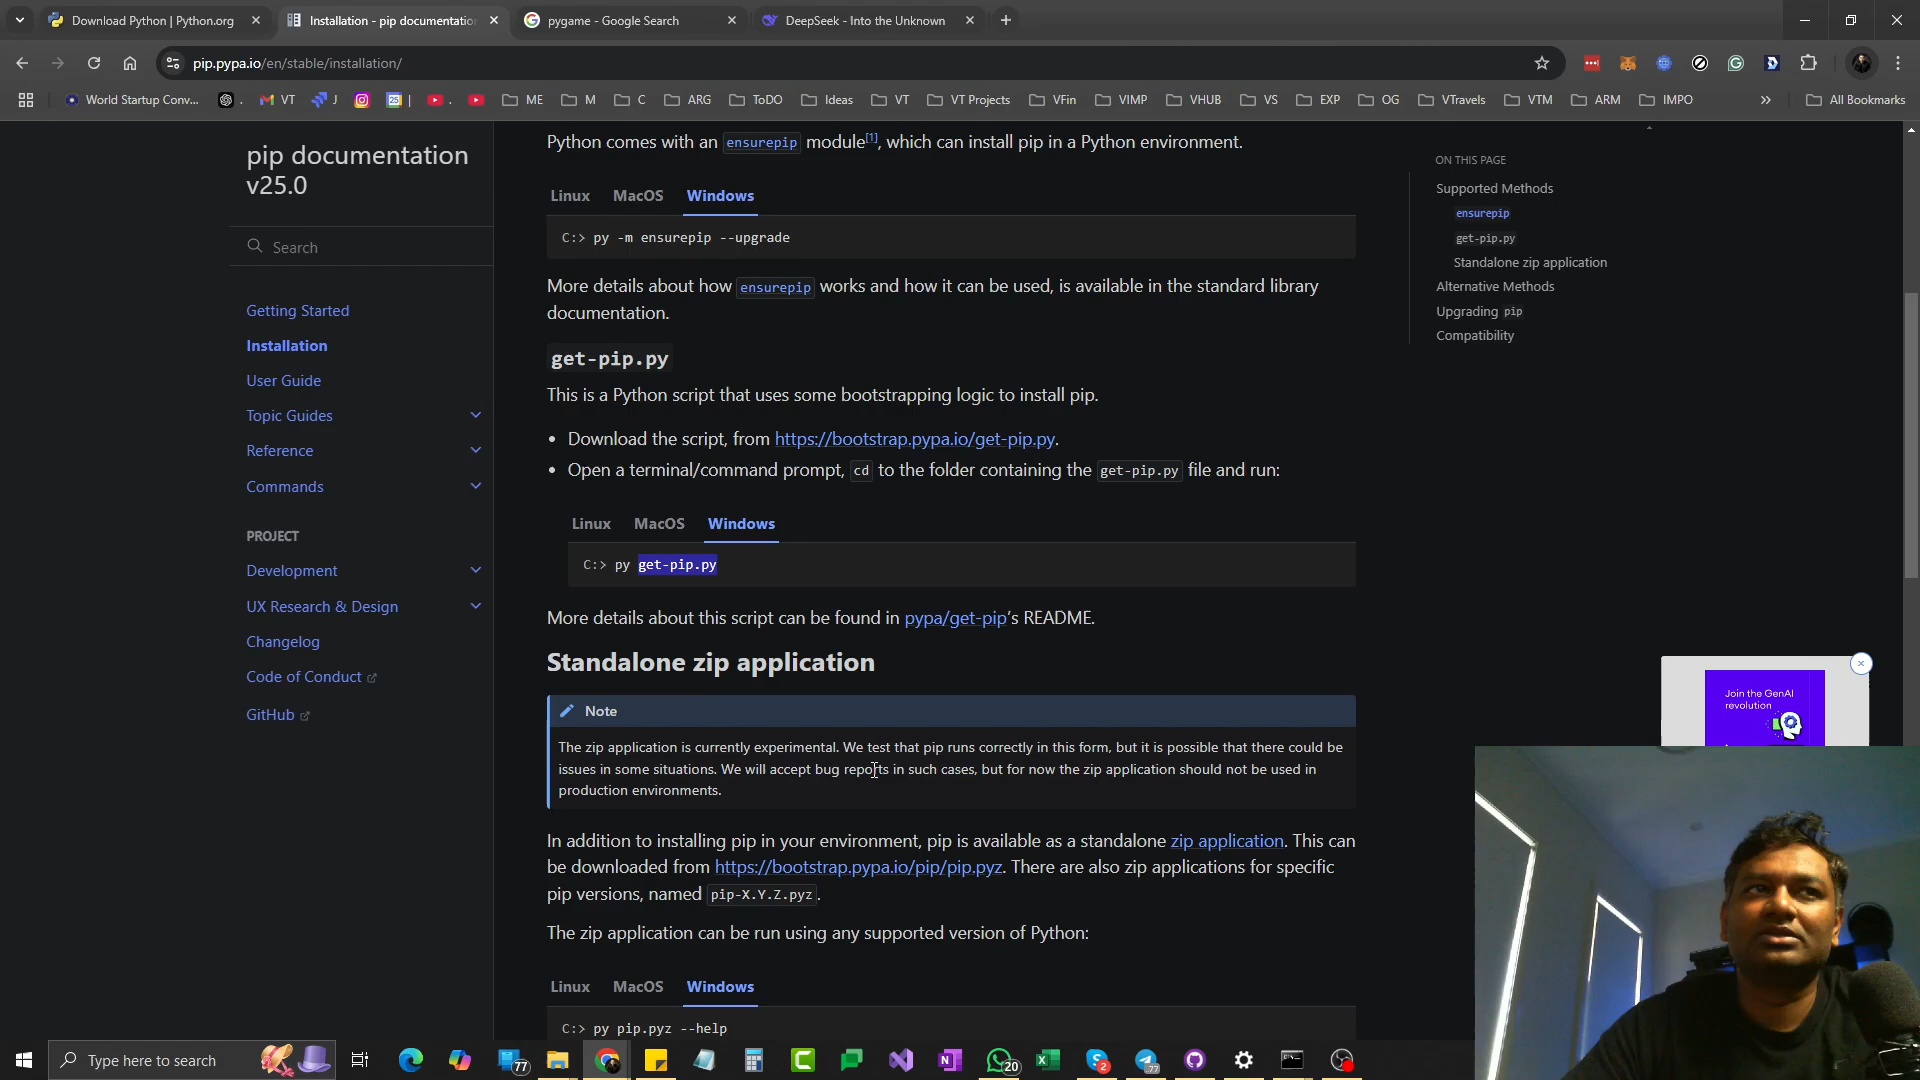 Download Python | Python.org
Installation - pip documentatio
pygame - Google Search
DeepSeek - Into the Unknown
pip.pypa.io/en/stable/installation/
World Startup Conv...
.
VT
J
|
.
ME
M
C
ARG
ToDO
Ideas
VT
VT Projects
VFin
VIMP
VHUB
VS
EXP
OG
VTravels
VTM
ARM
IMPO
»
All Bookmarks
pip documentation
v25.0
Search
Getting Started
Installation
User Guide
Topic Guides
Reference
Commands
PROJECT
Development
UX Research & Design
Changelog
Code of Conduct
GitHub
Python comes with an ensurepip module[1], which can install pip in a Python environment.
Linux MacOS Windows
C:> py -m ensurepip --upgrade
More details about how ensurepip works and how it can be used, is available in the standard library
documentation.
get-pip.py
This is a Python script that uses some bootstrapping logic to install pip.
• Download the script, from https://bootstrap.pypa.io/get-pip.py.
• Open a terminal/command prompt, cd to the folder containing the get-pip.py file and run:
Linux MacOS Windows
C:> py get-pip.py
More details about this script can be found in pypa/get-pip's README.
Standalone zip application
Note
The zip application is currently experimental. We test that pip runs correctly in this form, but it is possible that there could be
issues in some situations. We will accept bug reports in such cases, but for now the zip application should not be used in
production environments.
In addition to installing pip in your environment, pip is available as a standalone zip application. This can
be downloaded from https://bootstrap.pypa.io/pip/pip.pyz. There are also zip applications for specific
pip versions, named pip-X.Y.Z.pyz.
The zip application can be run using any supported version of Python:
Linux MacOS Windows
C:> py pip.pyz --help
ON THIS PAGE
Supported Methods
ensurepip
get-pip.py
Standalone zip application
Alternative Methods
Upgrading pip
Compatibility
Join the GenAI
revolution
Type here to search
77
20
2
77